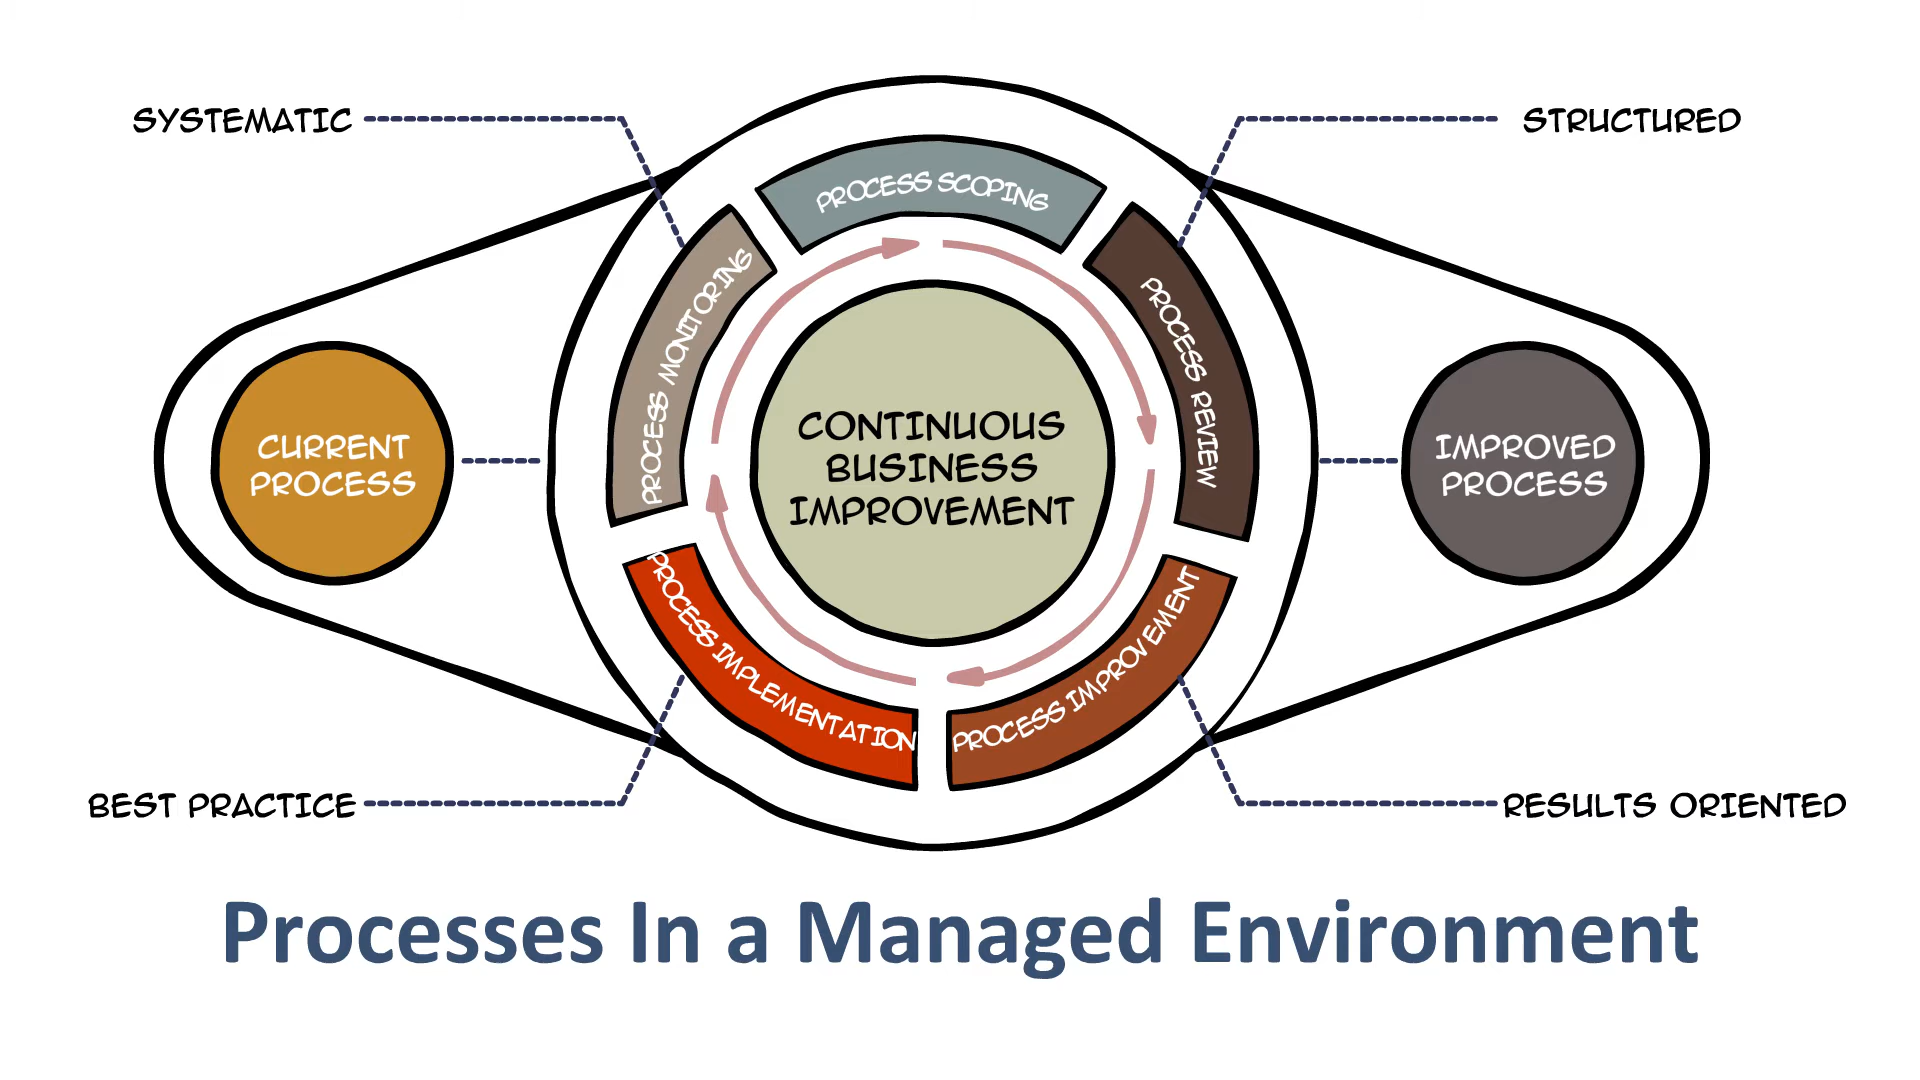 SYSTEMATIC
STRUCTURED
PROCESS SCOPING
PROCESS MONITORING
PROCESS REVIEW
CURRENT
PROCESS
CONTINUOUS
BUSINESS
IMPROVEMENT
IMPROVED
PROCESS
PROCESS IMPLEMENTATION
PROCESS IMPROVEMENT
BEST PRACTICE
RESULTS ORIENTED
Processes In a Managed Environment